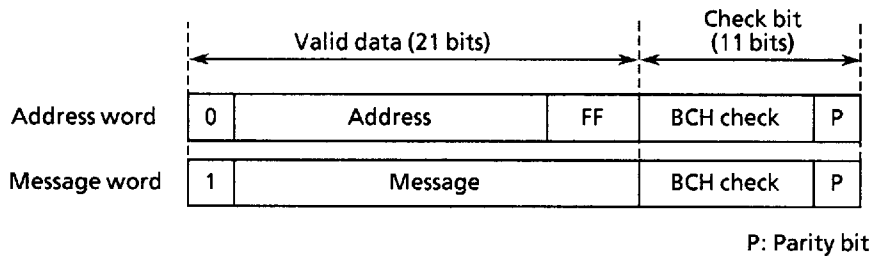 Check bit
Valid data (21 bits) (11 bits)
Address word 0 Address FF BCH check P
Message word 1 Message BCH check P
P: Parity bit